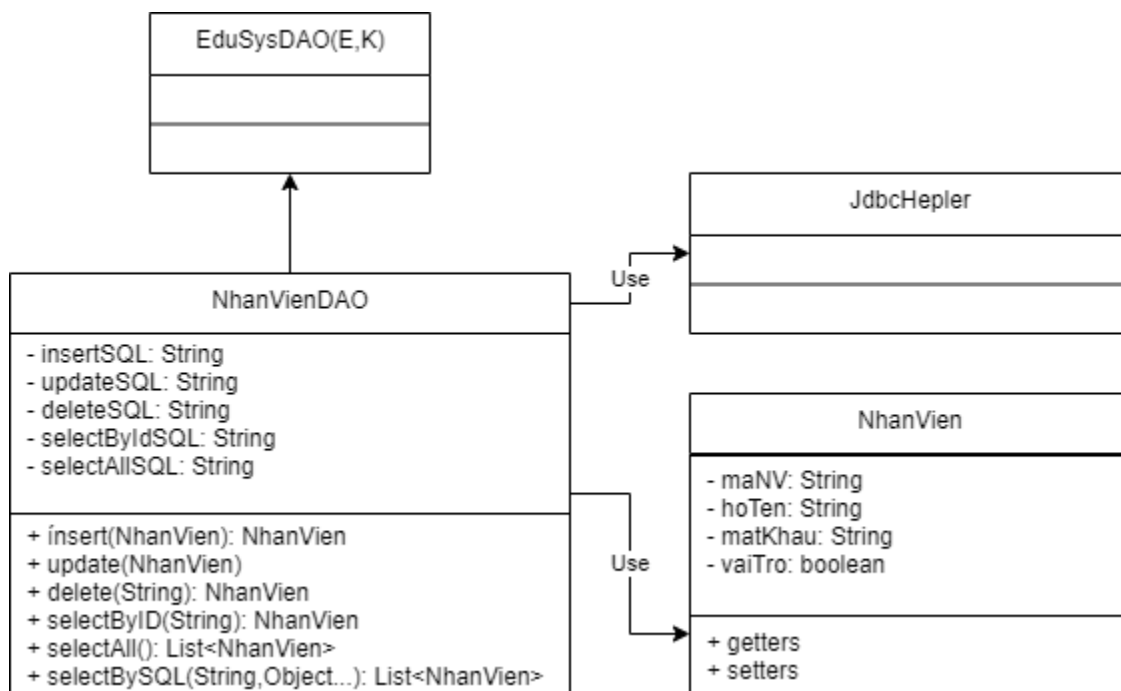 EduSysDAO(E,K)
JdbcHepler
Use
NhanVienDAO
- insertSQL: String
- updateSQL: String
- deleteSQL: String
- selectByIdSQL: String
- selectAllSQL: String
+ ínsert(NhanVien): NhanVien
+ update(NhanVien)
+ delete(String): NhanVien
+ selectByID(String): NhanVien
+ selectAll(): List<NhanVien>
+ selectBySQL(String,Object...): List<NhanVien>
Use
NhanVien
- maNV: String
- hoTen: String
- matKhau: String
- vaiTro: boolean
+ getters
+ setters